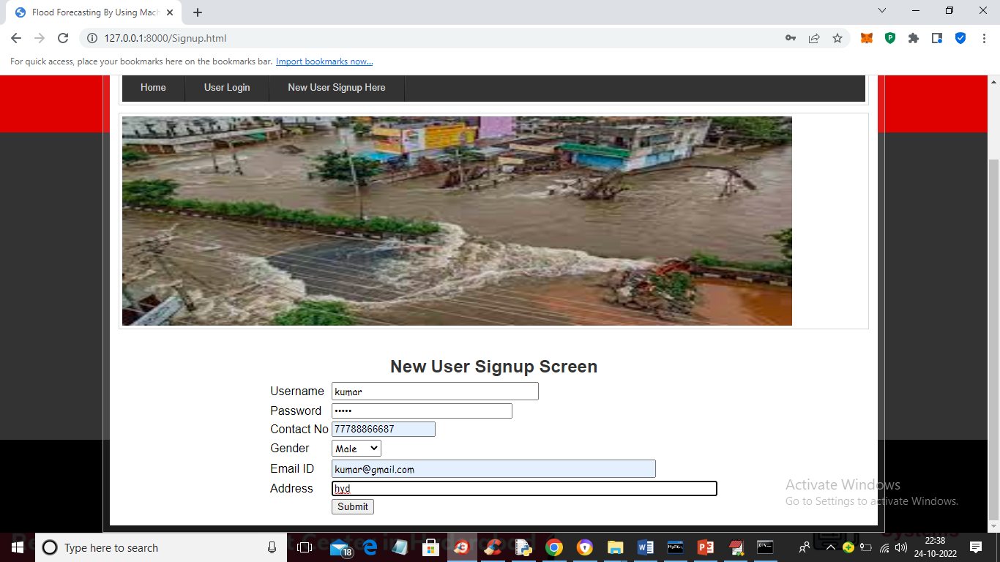 Flood Forecasting By Using Mach
127.0.0.1:8000/Signup.html
For quick access, place your bookmarks here on the bookmarks bar. Import bookmarks now...
Home User Login New User Signup Here
New User Signup Screen
Username kumar
Password •••••
Contact No 77788866687
Gender Male
Email ID kumar@gmail.com
Address hyd
Submit
Activate Windows
Go to Settings to activate Windows.
Type here to search
18
MySQL
22:38
24-10-2022